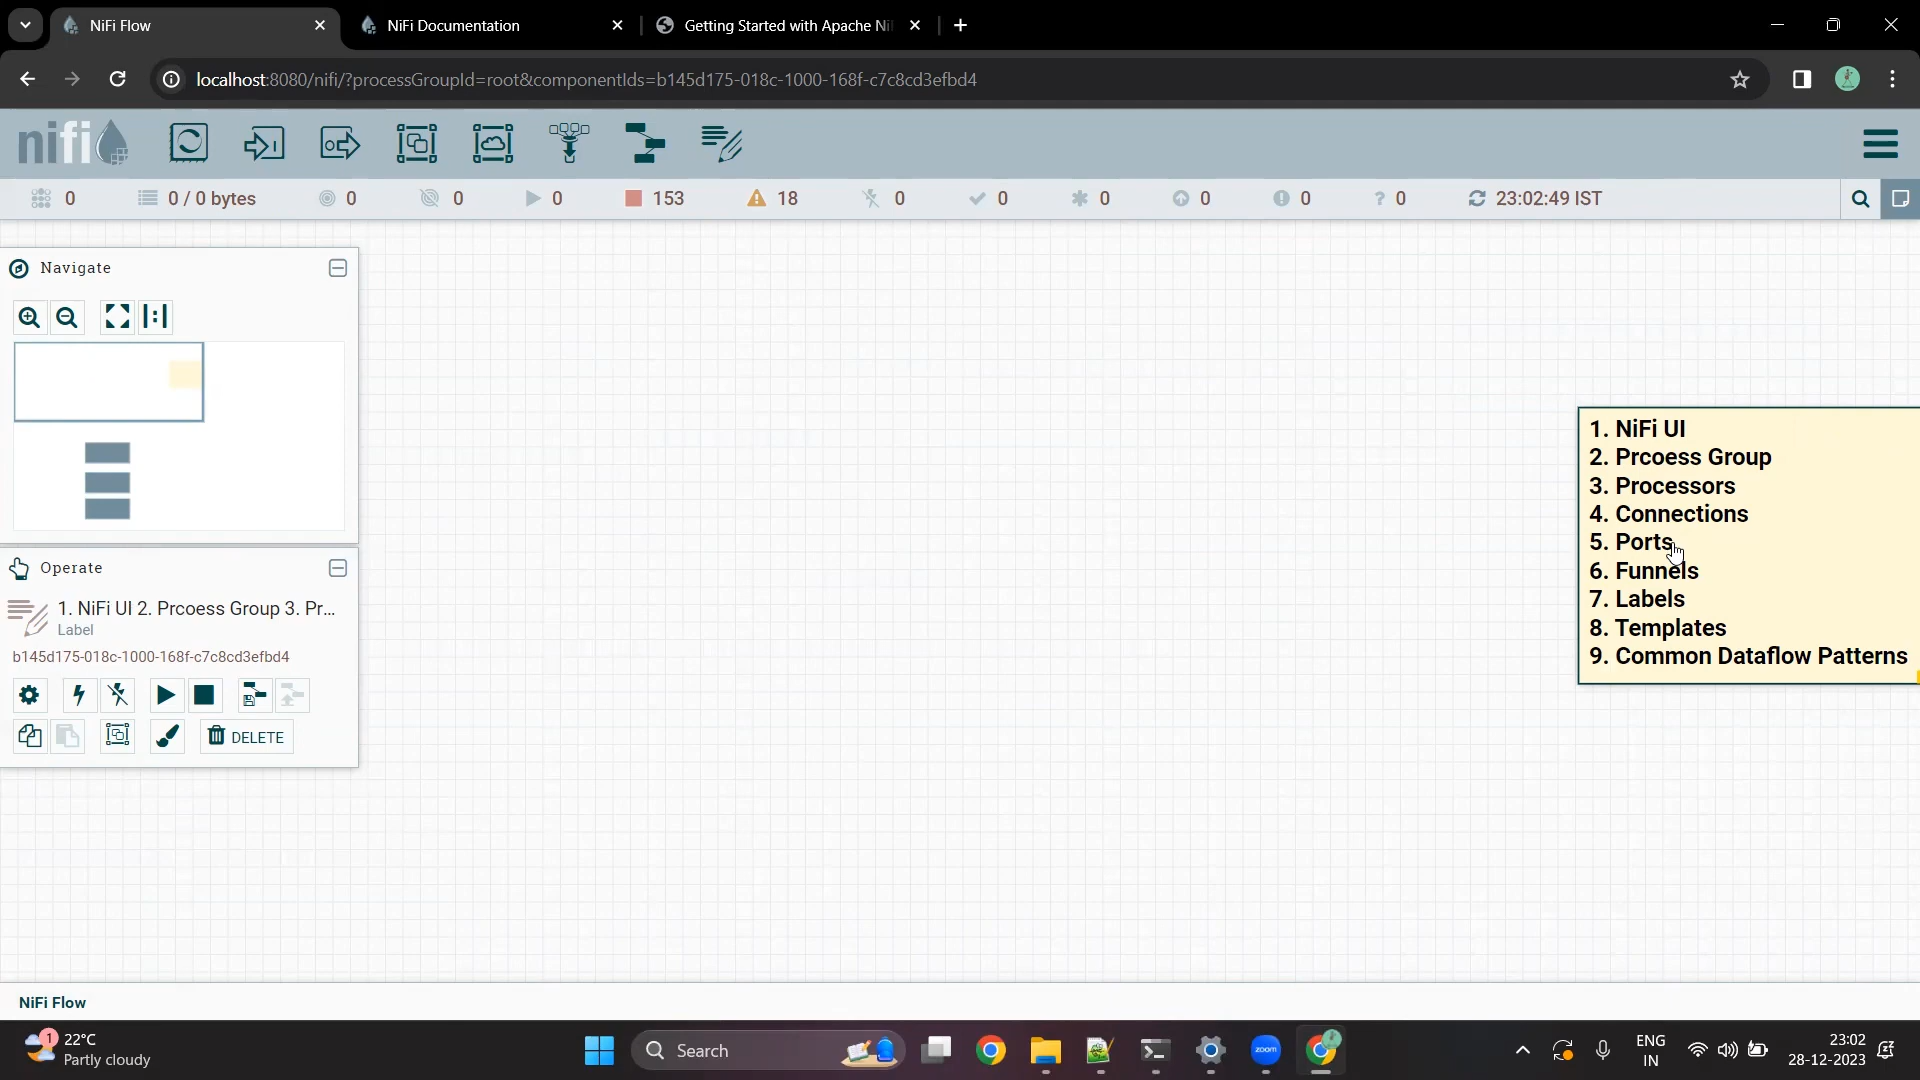 NiFi Flow
NiFi Documentation
Getting Started with Apache Ni
localhost:8080/nifi/?processGroupId=root&componentIds=b145d175-018c-1000-168f-c7c8cd3efbd4
nifi
0
0 / 0 bytes
0
0
0
153
18
0
0
0
0
0
? 0
23:02:49 IST
Navigate
Operate
1. NiFi UI 2. Prcoess Group 3. Pr...
Label
b145d175-018c-1000-168f-c7c8cd3efbd4
DELETE
1. NiFi UI
2. Prcoess Group
3. Processors
4. Connections
5. Ports
6. Funnels
7. Labels
8. Templates
9. Common Dataflow Patterns
NiFi Flow
1
22°C
Partly cloudy
Search
zoom
ENG
IN
23:02
28-12-2023